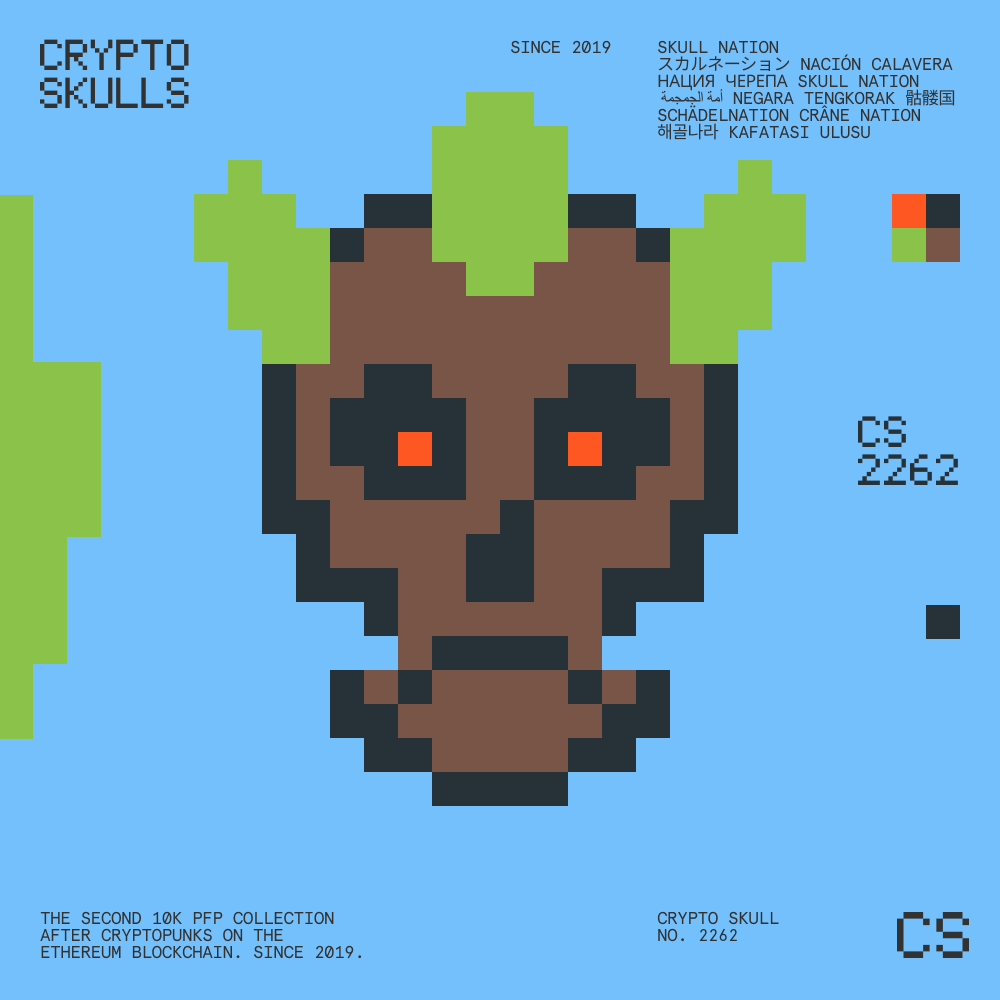 CRYPTO
SKULLS
SINCE 2019
SKULL NATION
スカルネーション NACIÓN CALAVERA
НАЦИЯ ЧЕРЕПА SKULL NATION
أمة الجمجمة NEGARA TENGKORAK 骷髅国
SCHÄDELNATION CRÂNE NATION
해골나라 KAFATASI ULUSU
CS
2262
THE SECOND 10K PFP COLLECTION
AFTER CRYPTOPUNKS ON THE
ETHEREUM BLOCKCHAIN. SINCE 2019.
CRYPTO SKULL
NO. 2262
CS